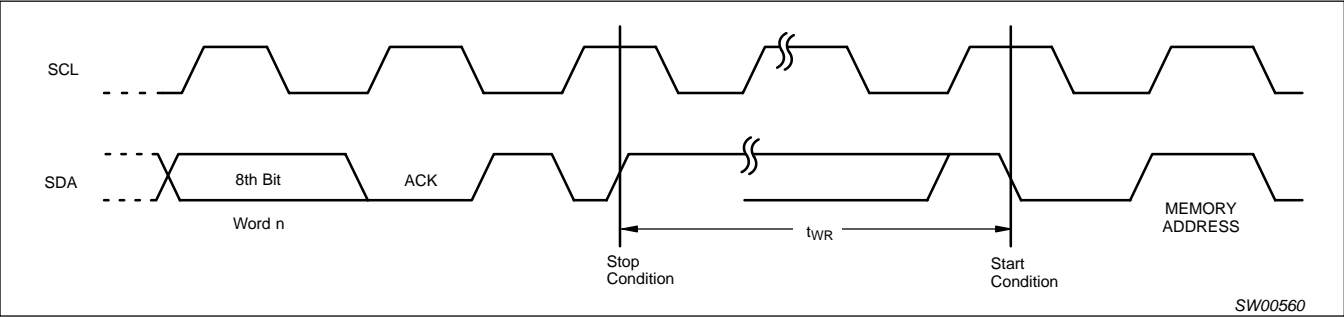 SCL
SDA
8th Bit
ACK
Word n
tWR
MEMORY
ADDRESS
Stop
Condition
Start
Condition
SW00560